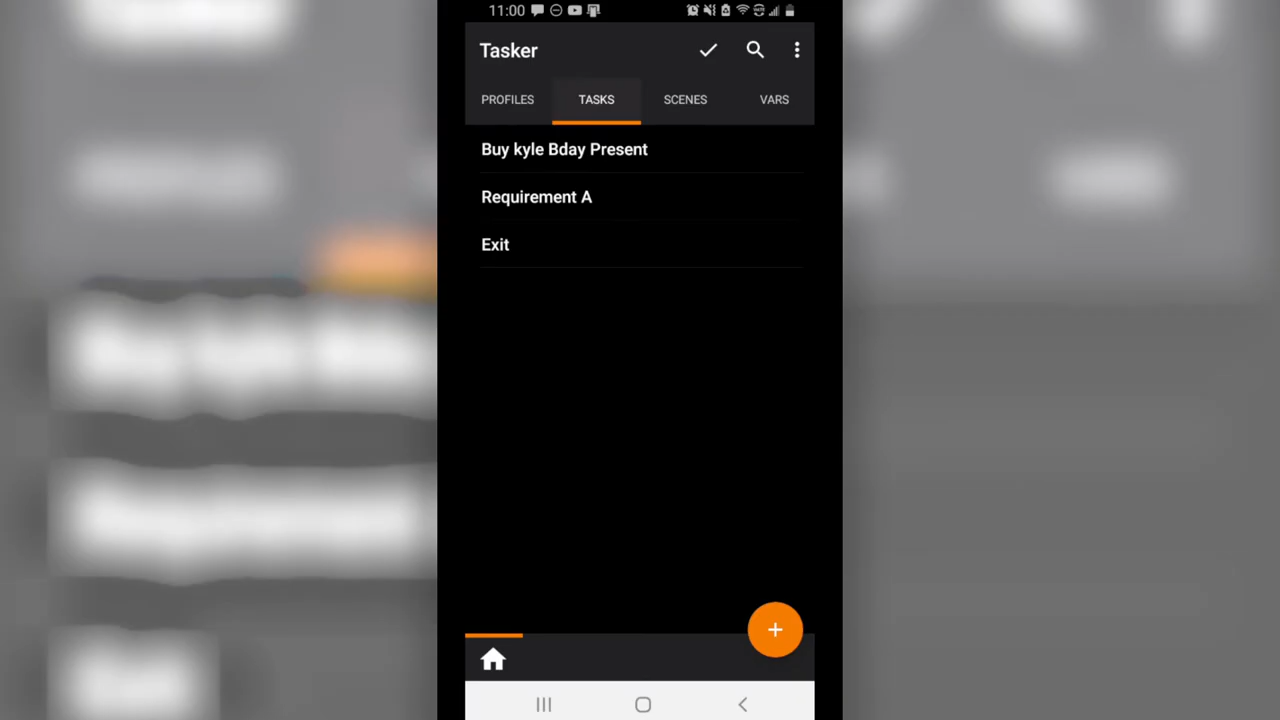 11:00
Tasker
PROFILES TASKS SCENES VARS
Buy kyle Bday Present
Requirement A
Exit